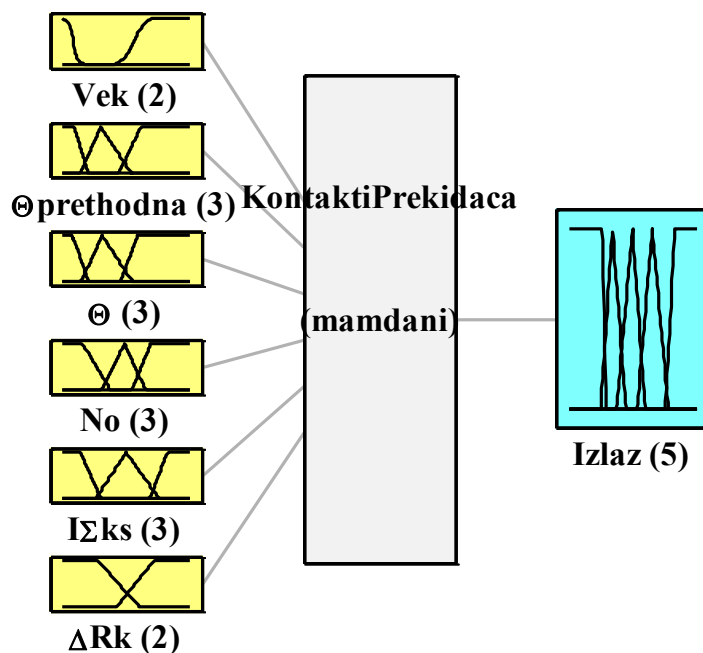 Vek (2)
Θprethodna (3)
Θ (3)
No (3)
IΣks (3)
ΔRk (2)
KontaktiPrekidaca
(mamdani)
Izlaz (5)